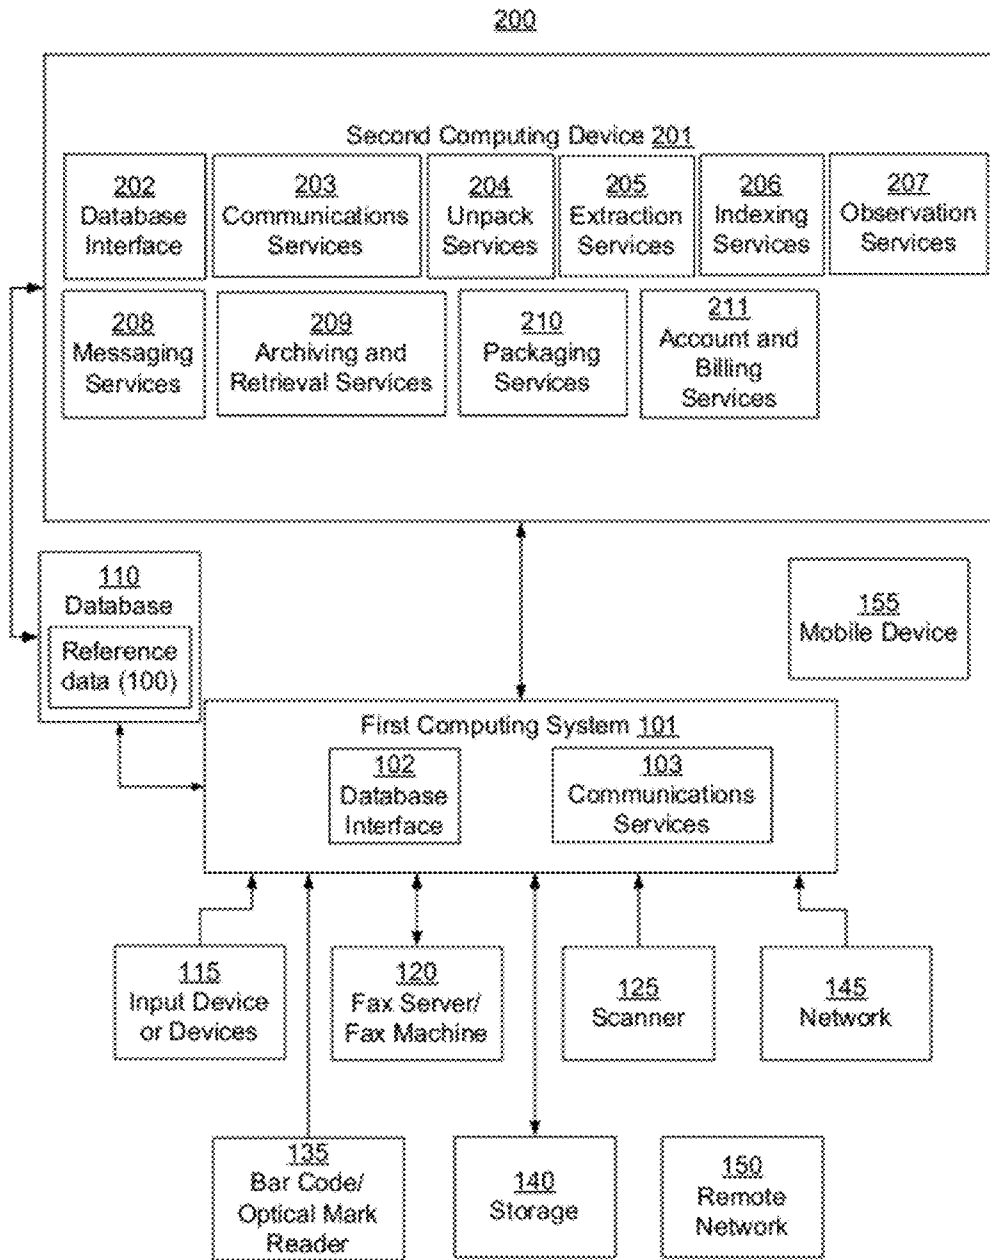 200
Second Computing Device 201
202
Database
Interface
203
Communications
Services
204
Unpack
Services
205
Extraction
Services
206
Indexing
Services
207
Observation
Services
208
Messaging
Services
209
Archiving and
Retrieval Services
210
Packaging
Services
211
Account and
Billing
Services
110
Database
Reference
data (100)
155
Mobile Device
First Computing System 101
102
Database
Interface
103
Communications
Services
115
Input Device
or Devices
120
Fax Server/
Fax Machine
125
Scanner
145
Network
135
Bar Code/
Optical Mark
Reader
140
Storage
150
Remote
Network